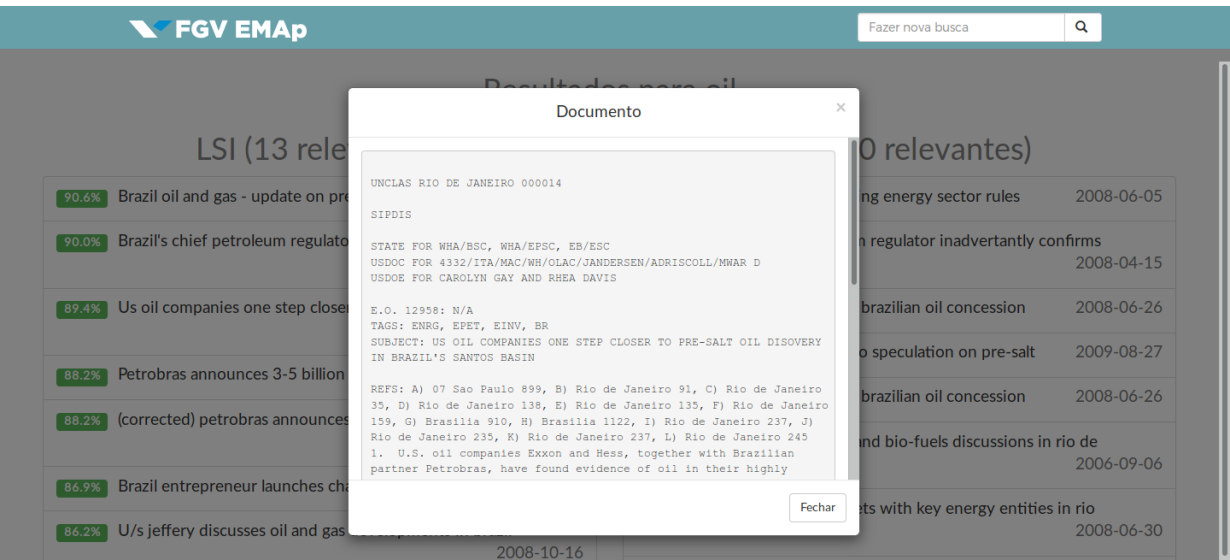 FGV EMAp
Fazer nova busca
Resultados para oil
Documento
×
LSI (13 rele
0 relevantes)
UNCLAS RIO DE JANEIRO 000014
SIPDIS
STATE FOR WHA/BSC, WHA/EPSC, EB/ESC
USDOC FOR 4332/ITA/MAC/WH/OLAC/JANDERSEN/ADRISCOLL/MWAR D
USDOE FOR CAROLYN GAY AND RHEA DAVIS
E.O. 12958: N/A
TAGS: ENRG, EPET, EINV, BR
SUBJECT: US OIL COMPANIES ONE STEP CLOSER TO PRE-SALT OIL DISOVERY
IN BRAZIL'S SANTOS BASIN
REFS: A) 07 Sao Paulo 899, B) Rio de Janeiro 91, C) Rio de Janeiro
35, D) Rio de Janeiro 138, E) Rio de Janeiro 135, F) Rio de Janeiro
159, G) Brasilia 910, H) Brasilia 1122, I) Rio de Janeiro 237, J)
Rio de Janeiro 235, K) Rio de Janeiro 237, L) Rio de Janeiro 245
1. U.S. oil companies Exxon and Hess, together with Brazilian
partner Petrobras, have found evidence of oil in their highly
Fechar
90.6% Brazil oil and gas - update on pre
90.0% Brazil's chief petroleum regulato
89.4% Us oil companies one step close
88.2% Petrobras announces 3-5 billion
88.2% (corrected) petrobras announces
86.9% Brazil entrepreneur launches cha
86.2% U/s jeffery discusses oil and gas
2008-10-16
ng energy sector rules 2008-06-05
regulator inadvertantly confirms
2008-04-15
brazilian oil concession 2008-06-26
o speculation on pre-salt 2009-08-27
brazilian oil concession 2008-06-26
nd bio-fuels discussions in rio de
2006-09-06
ets with key energy entities in rio
2008-06-30